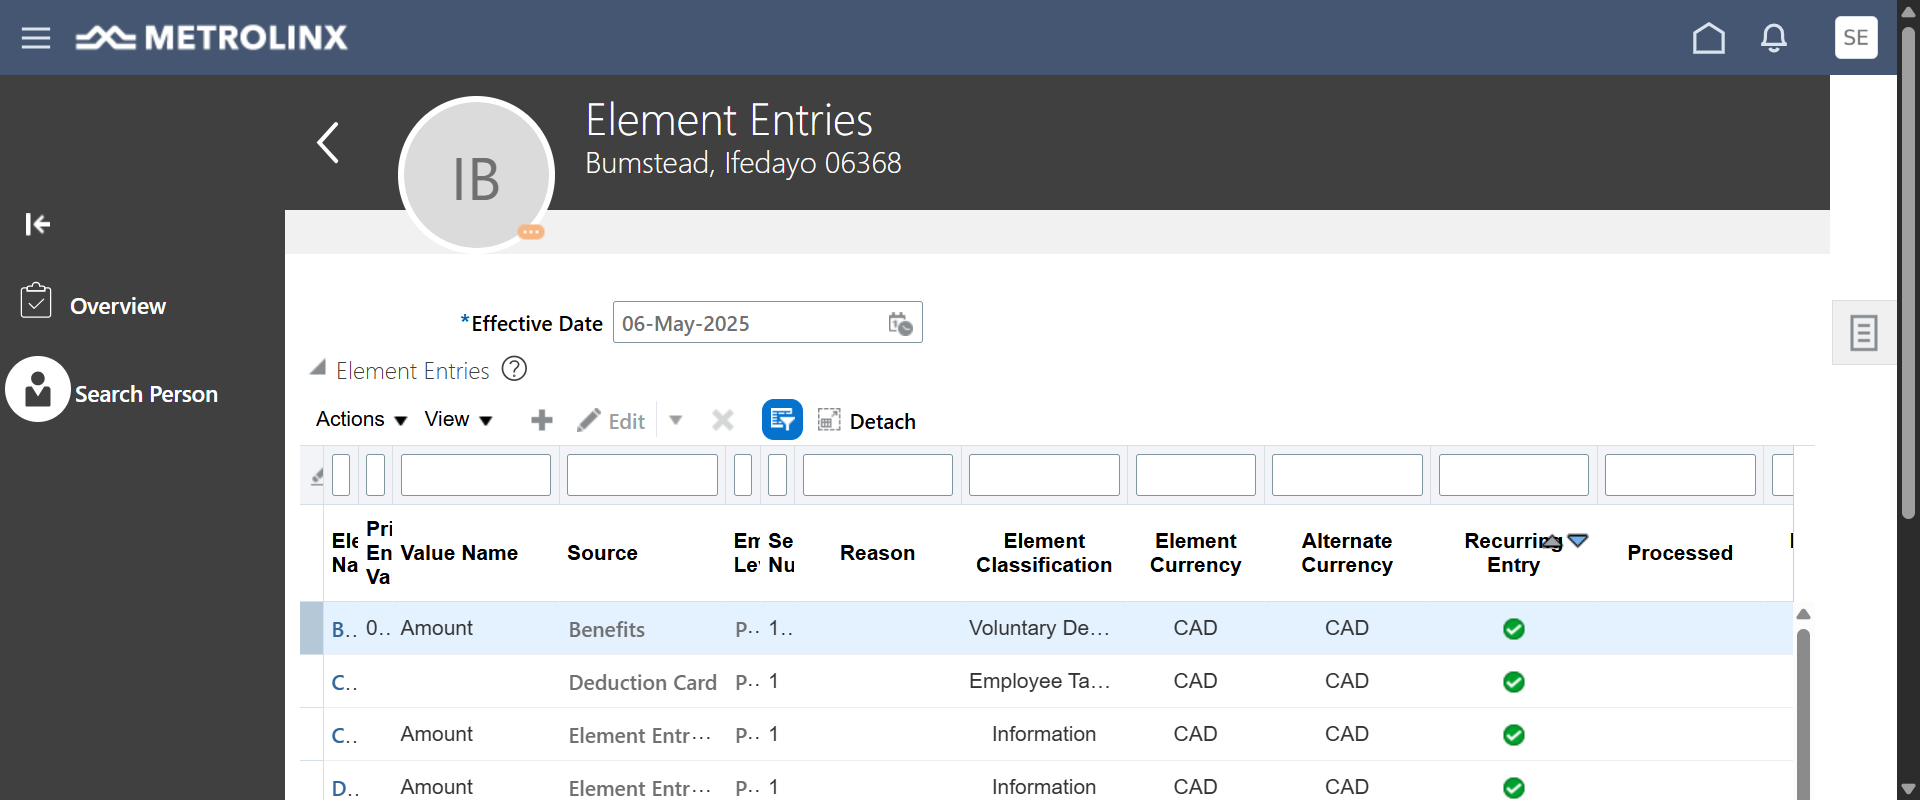 METROLINX
SE
IB
Element Entries
Bumstead, Ifedayo 06368
Overview
Search Person
*Effective Date 06-May-2025
Element Entries ?
Actions View Edit Detach
Ele Na
Pri En Va
Value Name
Source
Em Le
Se Nu
Reason
Element Classification
Element Currency
Alternate Currency
Recurring Entry
Processed
B.. 0.. Amount Benefits P.. 1.. Voluntary De... CAD CAD
C.. Deduction Card P.. 1 Employee Ta... CAD CAD
C.. Amount Element Entr... P.. 1 Information CAD CAD
D.. Amount Element Entr... P.. 1 Information CAD CAD